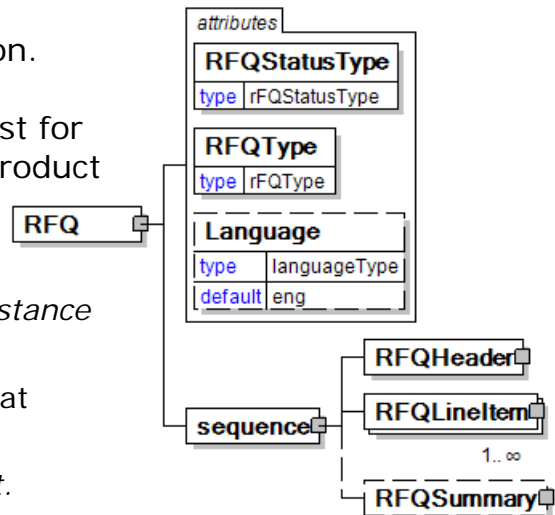 on.
st for
roduct
stance
at
t.
attributes
RFQStatusType
type rFQStatusType
RFQType
type rFQType
Language
type languageType
default eng
RFQ
sequence
RFQHeader
RFQLineItem
1.. ∞
RFQSummary